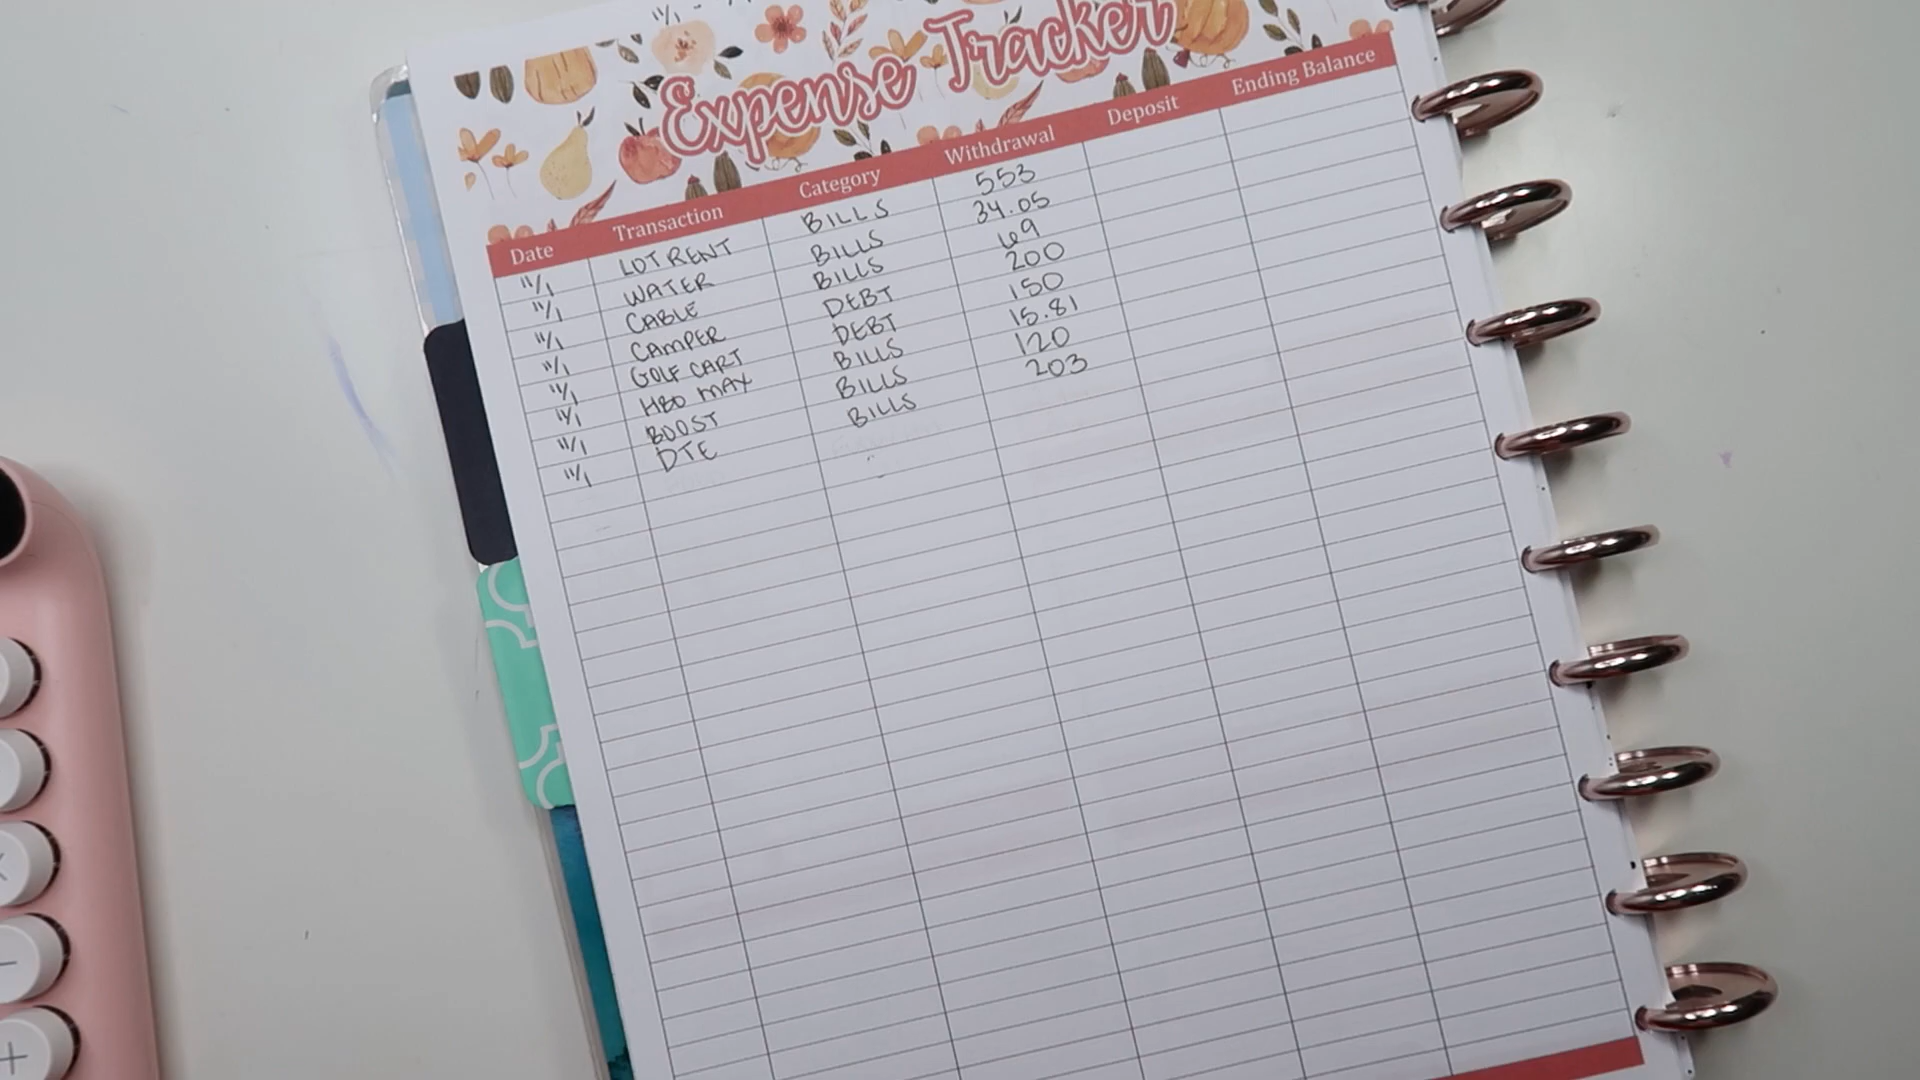 11/1 -
Expense Tracker
Date Transaction Category Withdrawal Deposit Ending Balance
11/1 LOT RENT BILLS 553
11/1 WATER BILLS 34.05
11/1 CABLE BILLS 69
11/1 CAMPER DEBT 200
11/1 GOLF CART DEBT 150
11/1 HBO MAX BILLS 15.81
11/1 BOOST BILLS 120
11/1 DTE BILLS 203
-
+